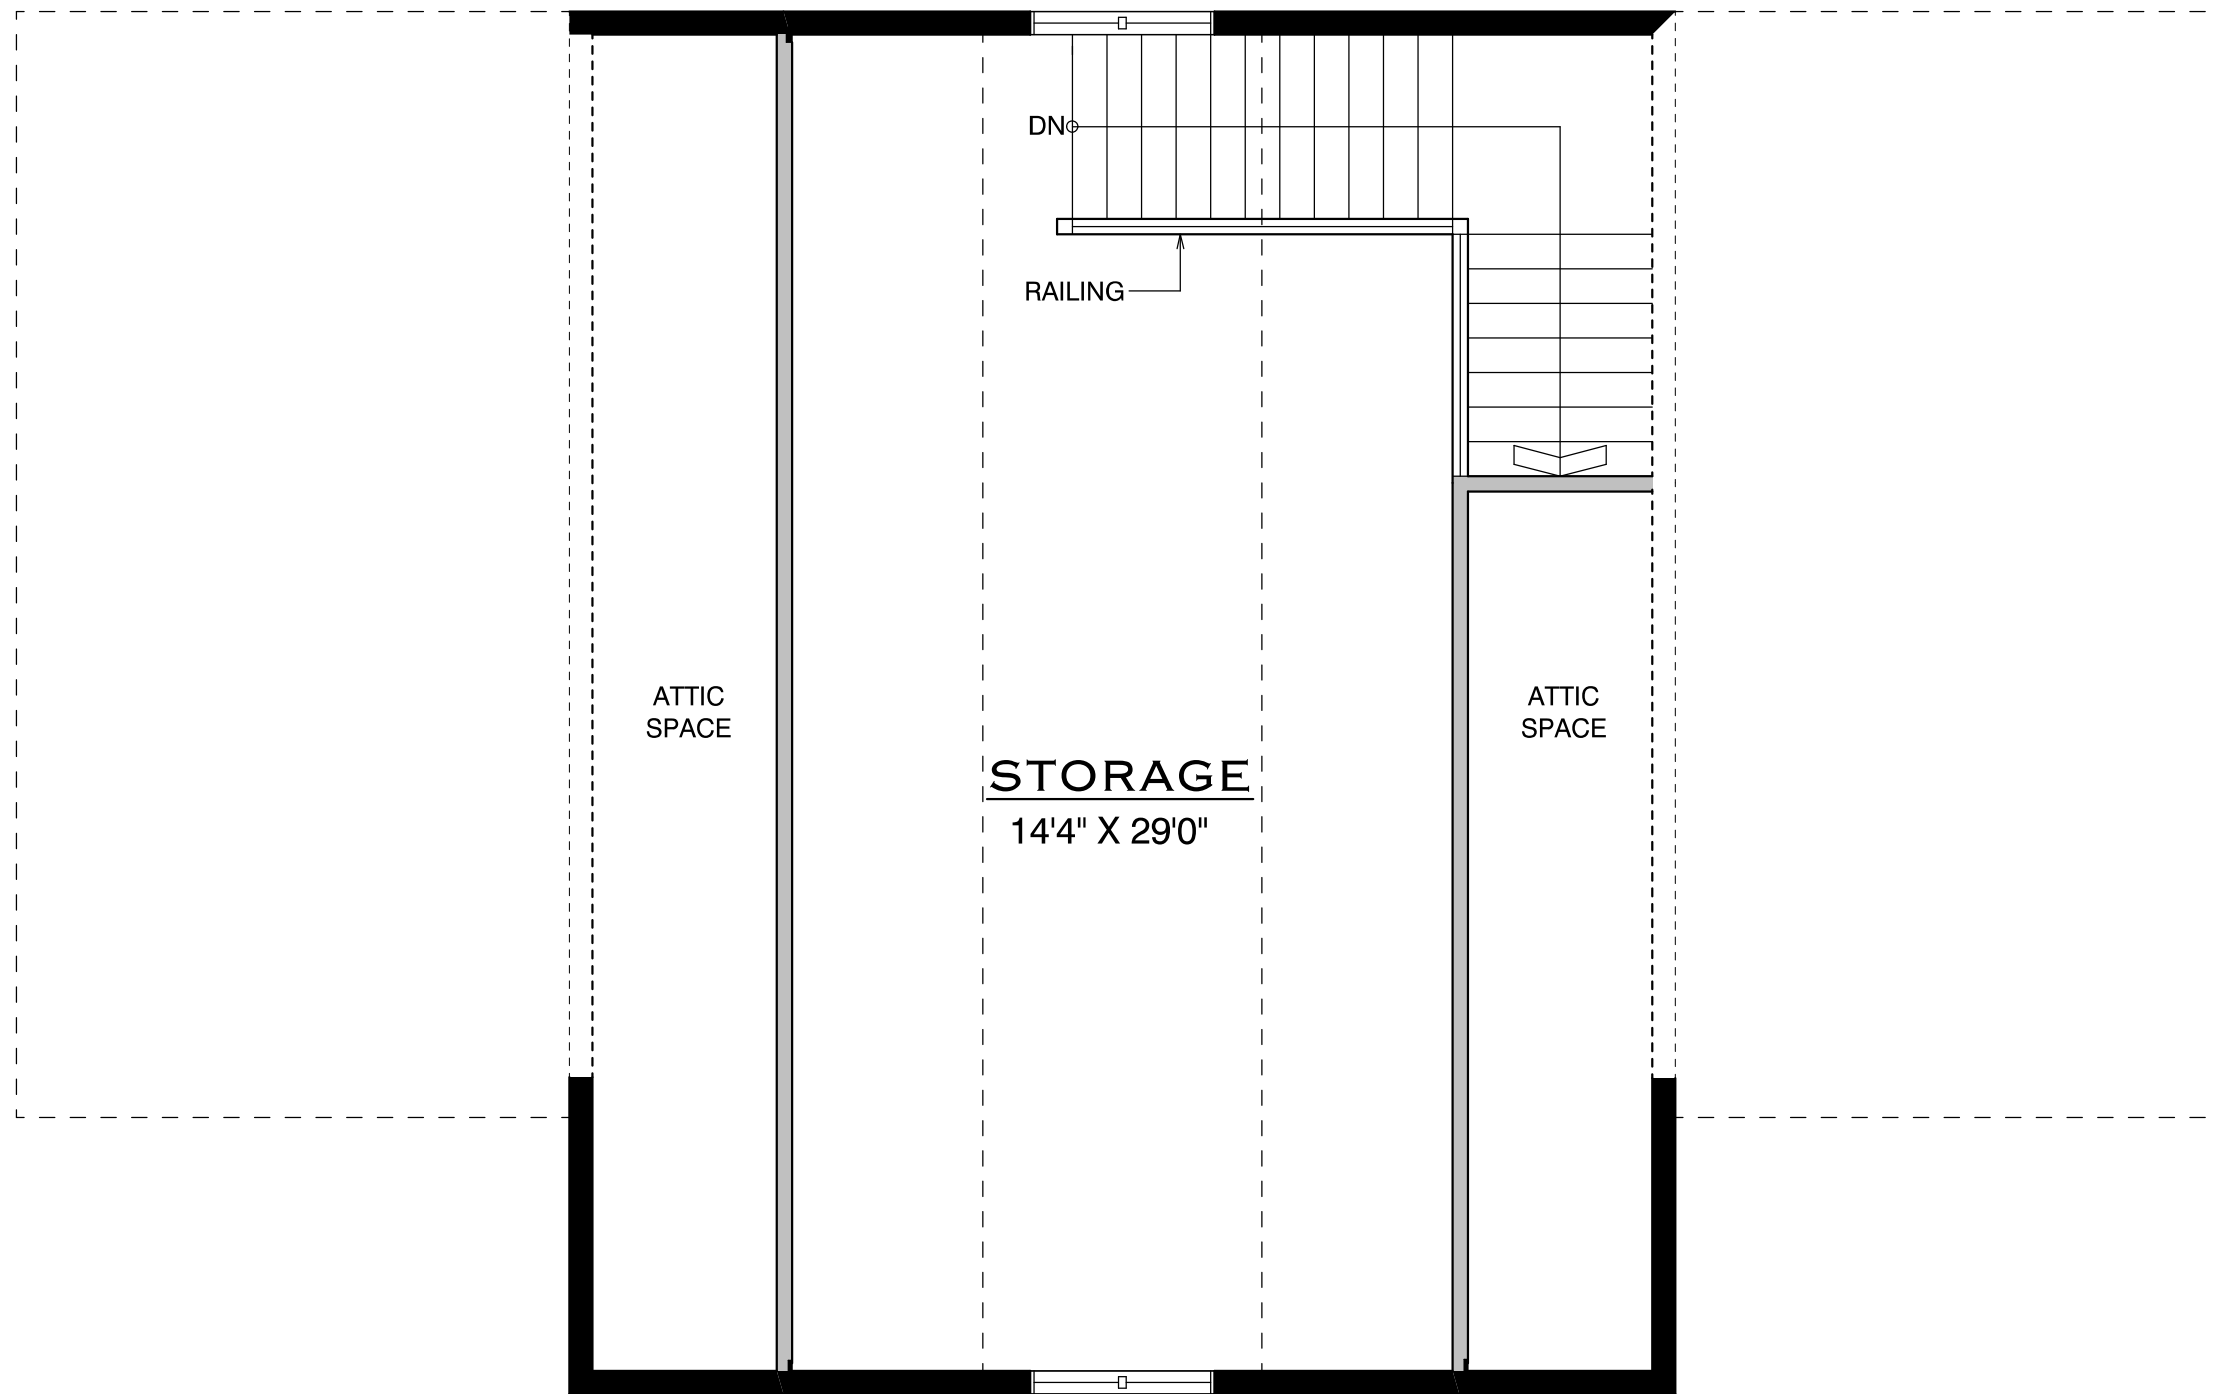 DN
RAILING
ATTIC
SPACE
ATTIC
SPACE
STORAGE
14'4" X 29'0"